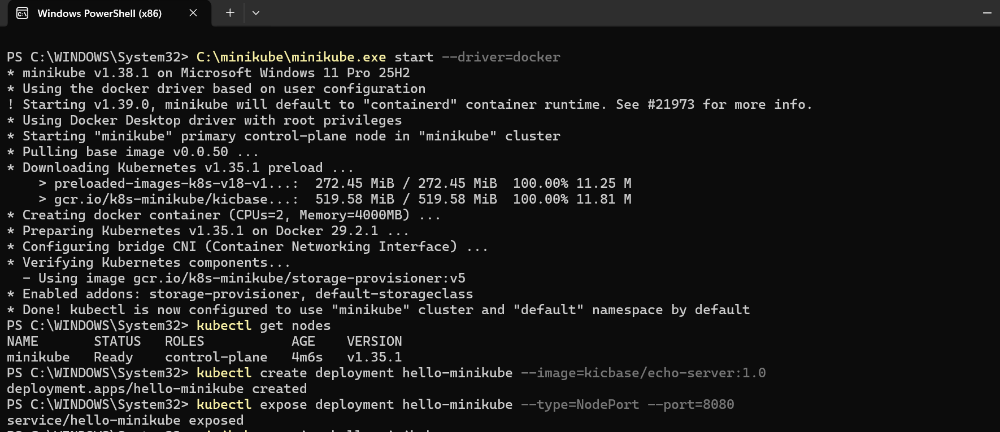 Windows PowerShell (x86)
PS C:\WINDOWS\System32> C:\minikube\minikube.exe start --driver=docker
* minikube v1.38.1 on Microsoft Windows 11 Pro 25H2
* Using the docker driver based on user configuration
! Starting v1.39.0, minikube will default to "containerd" container runtime. See #21973 for more info.
* Using Docker Desktop driver with root privileges
* Starting "minikube" primary control-plane node in "minikube" cluster
* Pulling base image v0.0.50 ...
* Downloading Kubernetes v1.35.1 preload ...
    > preloaded-images-k8s-v18-v1...:  272.45 MiB / 272.45 MiB  100.00% 11.25 M
    > gcr.io/k8s-minikube/kicbase...:  519.58 MiB / 519.58 MiB  100.00% 11.81 M
* Creating docker container (CPUs=2, Memory=4000MB) ...
* Preparing Kubernetes v1.35.1 on Docker 29.2.1 ...
* Configuring bridge CNI (Container Networking Interface) ...
* Verifying Kubernetes components...
  - Using image gcr.io/k8s-minikube/storage-provisioner:v5
* Enabled addons: storage-provisioner, default-storageclass
* Done! kubectl is now configured to use "minikube" cluster and "default" namespace by default
PS C:\WINDOWS\System32> kubectl get nodes
NAME       STATUS   ROLES           AGE    VERSION
minikube   Ready    control-plane   4m6s   v1.35.1
PS C:\WINDOWS\System32> kubectl create deployment hello-minikube --image=kicbase/echo-server:1.0
deployment.apps/hello-minikube created
PS C:\WINDOWS\System32> kubectl expose deployment hello-minikube --type=NodePort --port=8080
service/hello-minikube exposed